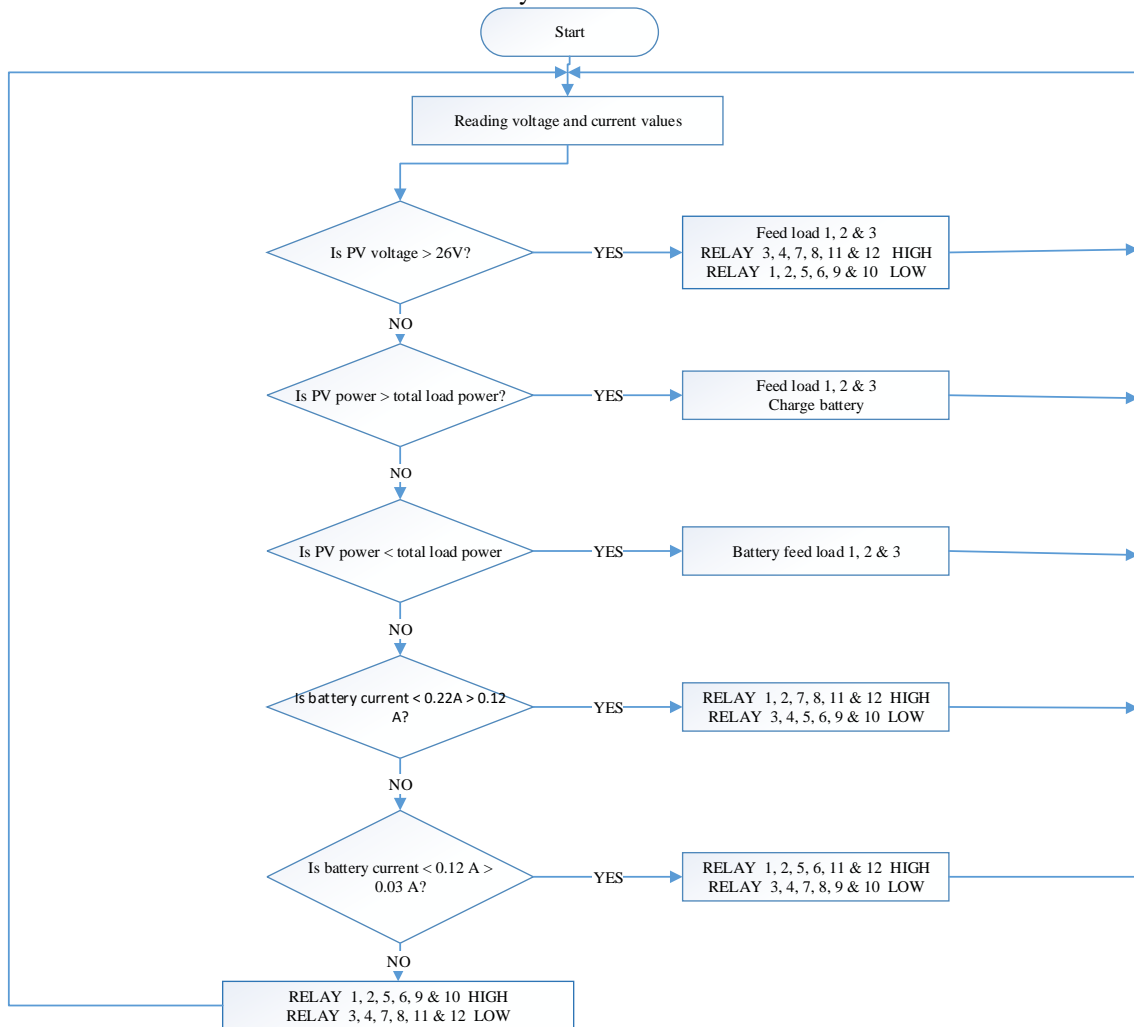 y
Start
Reading voltage and current values
Is PV voltage > 26V?
YES
Feed load 1, 2 & 3
RELAY 3, 4, 7, 8, 11 & 12 HIGH
RELAY 1, 2, 5, 6, 9 & 10 LOW
NO
Is PV power > total load power?
YES
Feed load 1, 2 & 3
Charge battery
NO
Is PV power < total load power
YES
Battery feed load 1, 2 & 3
NO
Is battery current < 0.22A > 0.12
A?
YES
RELAY 1, 2, 7, 8, 11 & 12 HIGH
RELAY 3, 4, 5, 6, 9 & 10 LOW
NO
Is battery current < 0.12 A >
0.03 A?
YES
RELAY 1, 2, 5, 6, 11 & 12 HIGH
RELAY 3, 4, 7, 8, 9 & 10 LOW
NO
RELAY 1, 2, 5, 6, 9 & 10 HIGH
RELAY 3, 4, 7, 8, 11 & 12 LOW